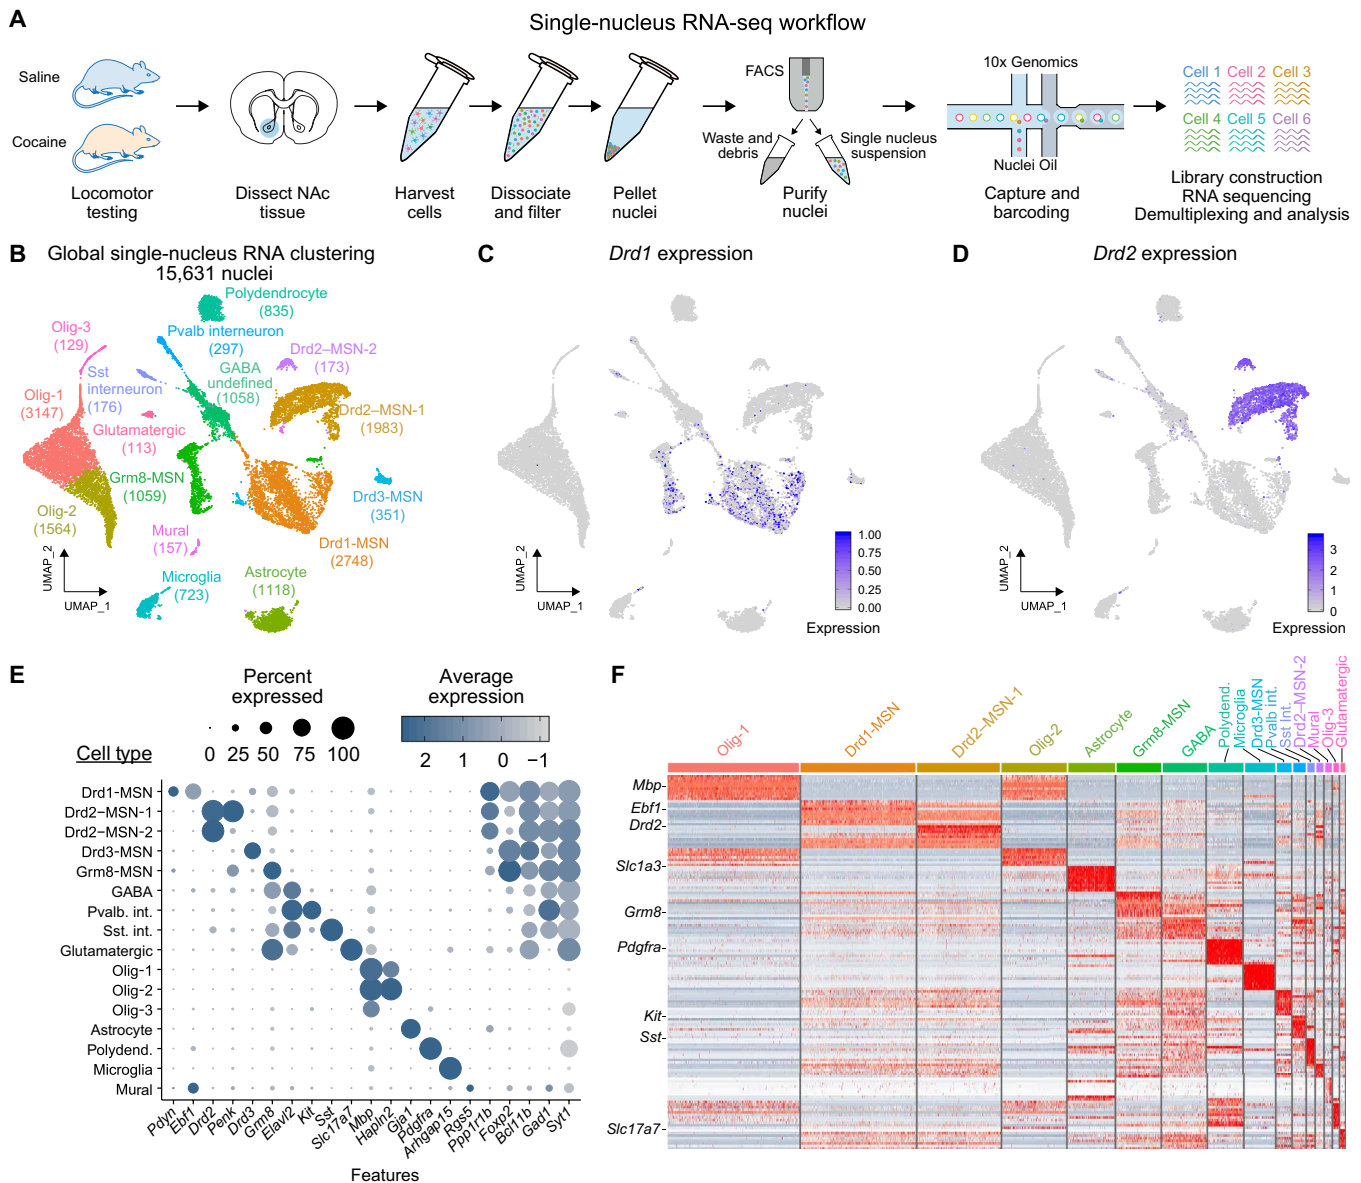 A
Single-nucleus RNA-seq workflow
Saline
Cocaine
Locomotor
testing
Dissect NAc
tissue
Harvest
cells
Dissociate
and filter
Pellet
nuclei
FACS
Waste and
debris
Single nucleus
suspension
Purify
nuclei
10x Genomics
Nuclei Oil
Capture and
barcoding
Cell 1 Cell 2 Cell 3
Cell 4 Cell 5 Cell 6
Library construction
RNA sequencing
Demultiplexing and analysis
B
Global single-nucleus RNA clustering
15,631 nuclei
Polydendrocyte
(835)
Olig-3
(129)
Pvalb interneuron
(297)
Drd2–MSN-2
(173)
Sst
interneuron
(176)
GABA
undefined
(1058)
Olig-1
(3147)
Drd2–MSN-1
(1983)
Glutamatergic
(113)
Grm8-MSN
(1059)
Drd3-MSN
(351)
Olig-2
(1564)
Mural
(157)
Drd1-MSN
(2748)
Microglia
(723)
Astrocyte
(1118)
UMAP_2
UMAP_1
C
Drd1 expression
UMAP_2
UMAP_1
1.00
0.75
0.50
0.25
0.00
Expression
D
Drd2 expression
UMAP_2
UMAP_1
3
2
1
0
Expression
E
Percent
expressed
0 25 50 75 100
Average
expression
2 1 0 −1
Cell type
Drd1-MSN
Drd2–MSN-1
Drd2–MSN-2
Drd3-MSN
Grm8-MSN
GABA
Pvalb. int.
Sst. int.
Glutamatergic
Olig-1
Olig-2
Olig-3
Astrocyte
Polydend.
Microglia
Mural
Pdyn
Ebf1
Drd2
Penk
Drd3
Grm8
Elavl2
Kit
Sst
Slc17a7
Mbp
Hapln2
Gja1
Pdgfra
Arhgap15
Rgs5
Ppp1r1b
Foxp2
Bcl11b
Gad1
Syt1
Features
F
Olig-1
Drd1-MSN
Drd2–MSN-1
Olig-2
Astrocyte
Grm8-MSN
GABA
Polydend.
Microglia
Drd3-MSN
Pvalb int.
Sst Int.
Drd2–MSN-2
Mural
Olig-3
Glutamatergic
Mbp
Ebf1
Drd2
Slc1a3
Grm8
Pdgfra
Kit
Sst
Slc17a7